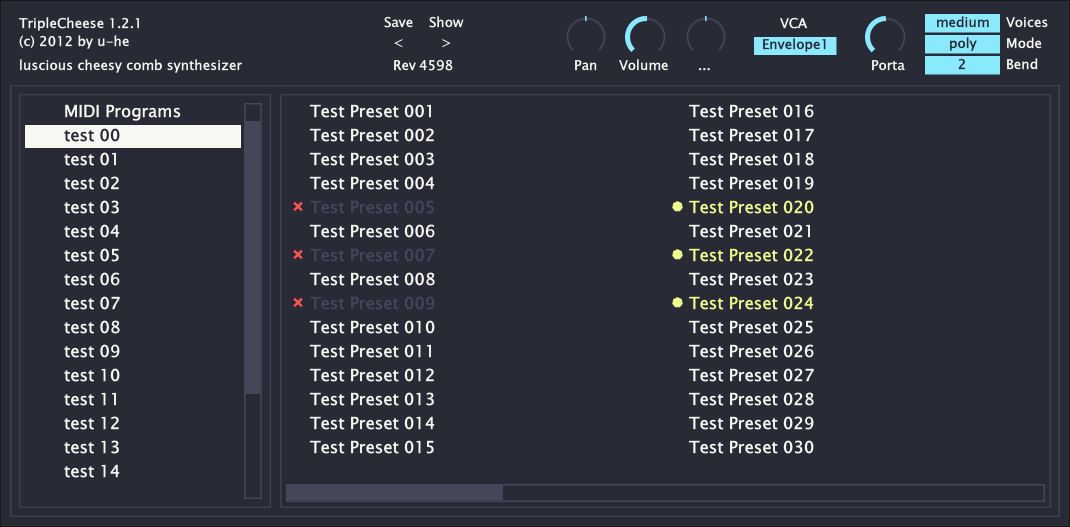 TripleCheese 1.2.1
(c) 2012 by u-he
luscious cheesy comb synthesizer
Save Show
< >
Rev 4598
Pan
Volume
...
VCA
Envelope1
Porta
medium Voices
poly Mode
2 Bend
MIDI Programs
test 00
test 01
test 02
test 03
test 04
test 05
test 06
test 07
test 08
test 09
test 10
test 11
test 12
test 13
test 14
Test Preset 001
Test Preset 002
Test Preset 003
Test Preset 004
Test Preset 005
Test Preset 006
Test Preset 007
Test Preset 008
Test Preset 009
Test Preset 010
Test Preset 011
Test Preset 012
Test Preset 013
Test Preset 014
Test Preset 015
Test Preset 016
Test Preset 017
Test Preset 018
Test Preset 019
Test Preset 020
Test Preset 021
Test Preset 022
Test Preset 023
Test Preset 024
Test Preset 025
Test Preset 026
Test Preset 027
Test Preset 028
Test Preset 029
Test Preset 030